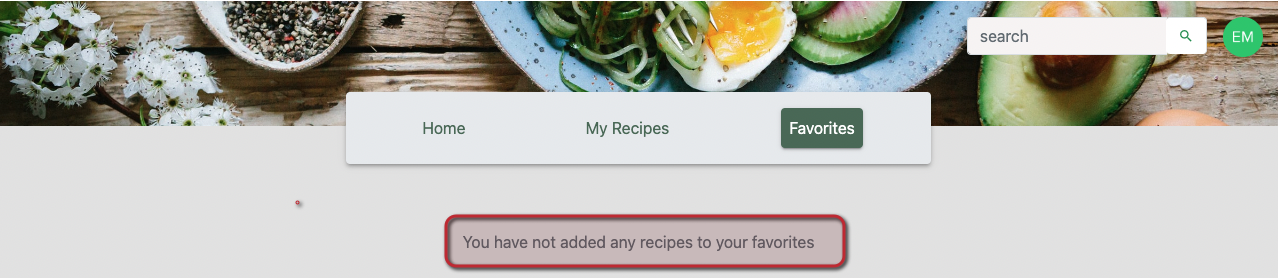 search
EM
Home
My Recipes
Favorites
You have not added any recipes to your favorites